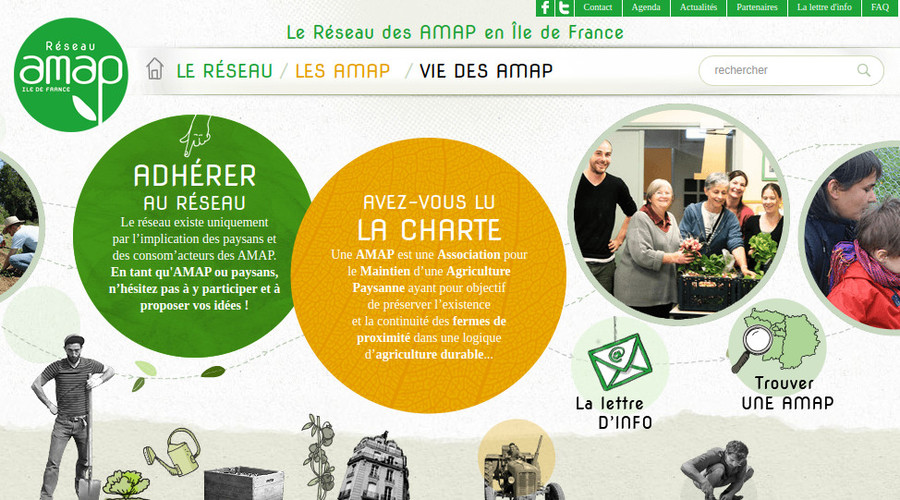 Contact
Agenda
Actualités
Partenaires
La lettre d'info
FAQ
Le Réseau des AMAP en Île de France
Réseau
amap
ILE DE FRANCE
LE RÉSEAU / LES AMAP / VIE DES AMAP
rechercher
ADHÉRER
AU RÉSEAU
Le réseau existe uniquement
par l'implication des paysans et
des consom'acteurs des AMAP.
En tant qu'AMAP ou paysans,
n'hésitez pas à y participer et à
proposer vos idées !
AVEZ-VOUS LU
LA CHARTE
Une AMAP est une Association pour
le Maintien d'une Agriculture
Paysanne ayant pour objectif
de préserver l'existence
et la continuité des fermes de
proximité dans une logique
d'agriculture durable...
@
La lettre
D'INFO
Trouver
UNE AMAP